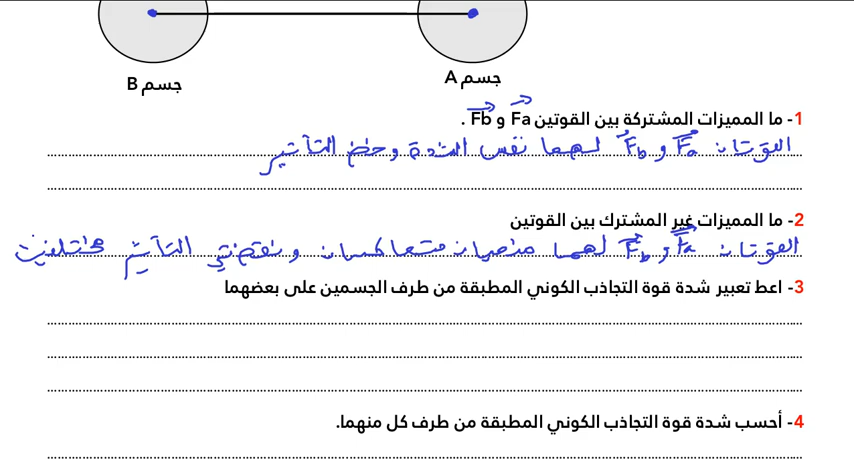 جسم A
جسم B
1- ما المميزات المشتركة بين القوتين Fa و Fb .
القوتان Fa و Fb لهما نفس الشدة وخط التأثير
2- ما المميزات غير المشترك بين القوتين
القوتان Fa و Fb لهما منحيان متعاكسان ونقطتي التأثير مختلفتين
3- اعط تعبير شدة قوة التجاذب الكوني المطبقة من طرف الجسمين على بعضهما
4- أحسب شدة قوة التجاذب الكوني المطبقة من طرف كل منهما.